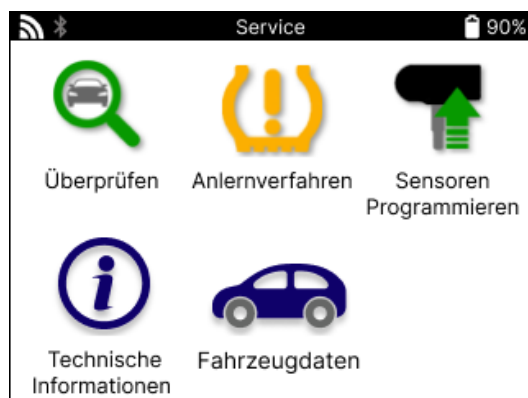 Service
90%
Überprüfen
Anlernverfahren
Sensoren
Programmieren
Technische
Informationen
Fahrzeugdaten